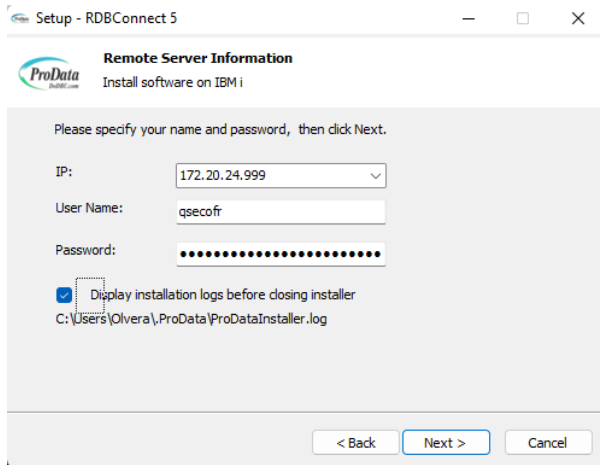 Setup - RDBConnect 5
Remote Server Information
ProData
Install software on IBM i
DoDBC.com
Please specify your name and password, then click Next.
IP:
172.20.24.999
User Name:
qsecofr
Password:
●●●●●●●●●●●●●●●●●●●●●●●●
Display installation logs before closing installer
C:\Users\Olvera\.ProData\ProDataInstaller.log
< Back
Next >
Cancel